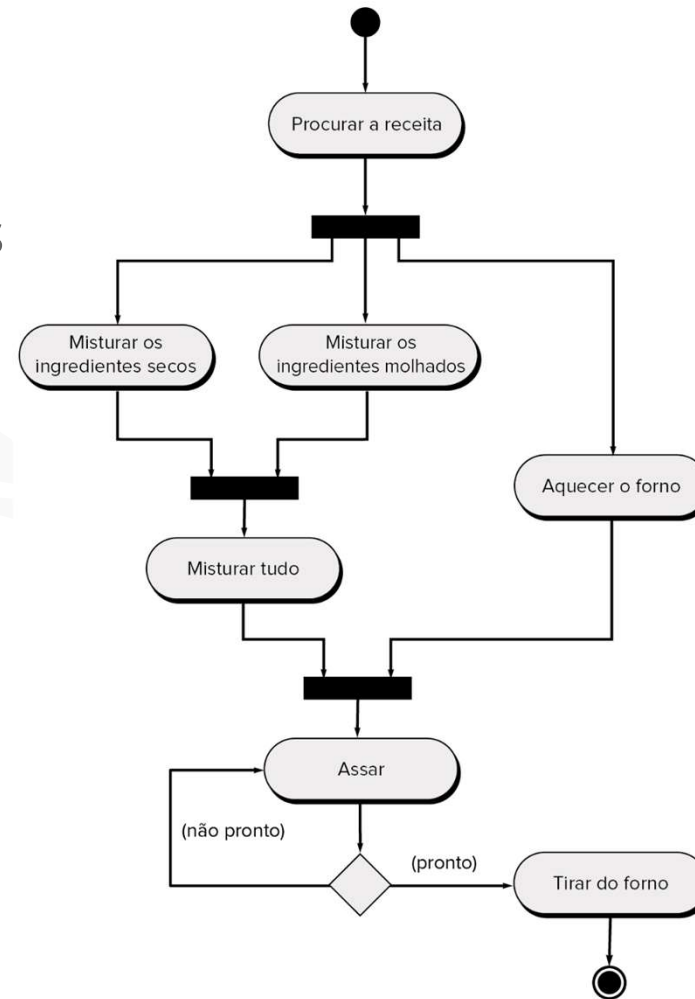 Procurar a receita
Misturar os
ingredientes secos
Misturar os
ingredientes molhados
Aquecer o forno
Misturar tudo
Assar
(não pronto)
(pronto)
Tirar do forno